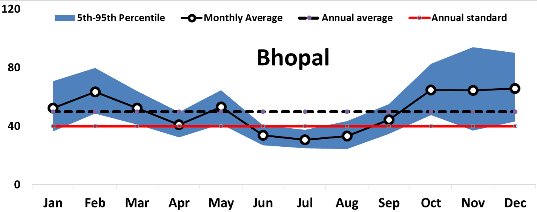 120
5th-95th Percentile Monthly Average Annual average Annual standard
Bhopal
80
40
0
Jan Feb Mar Apr May Jun Jul Aug Sep Oct Nov Dec